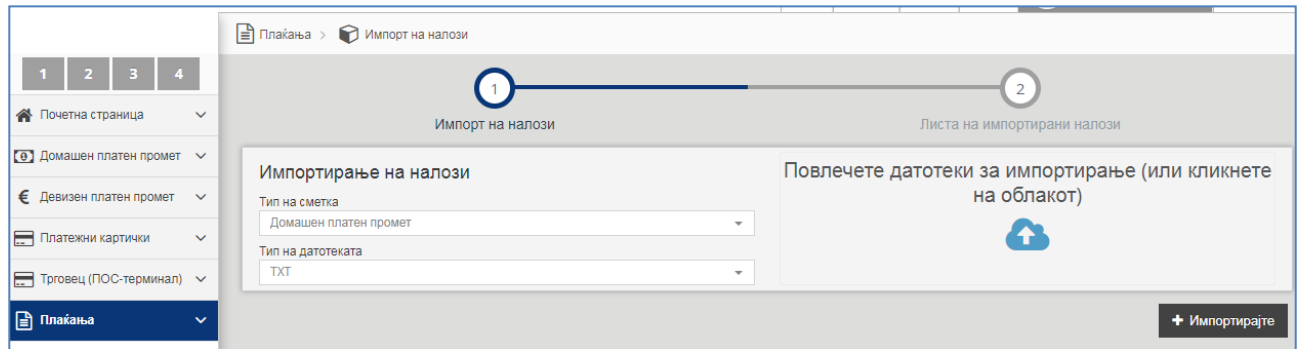 Плаќања > Импорт на налози
1 2 3 4
1 2
Импорт на налози Листа на импортирани налози
Почетна страница
Домашен платен промет
Девизен платен промет
Платежни картички
Трговец (ПОС-терминал)
Плаќања
Импортирање на налози
Тип на сметка
Домашен платен промет
Тип на датотеката
TXT
Повлечете датотеки за импортирање (или кликнете
на облакот)
+ Импортирајте